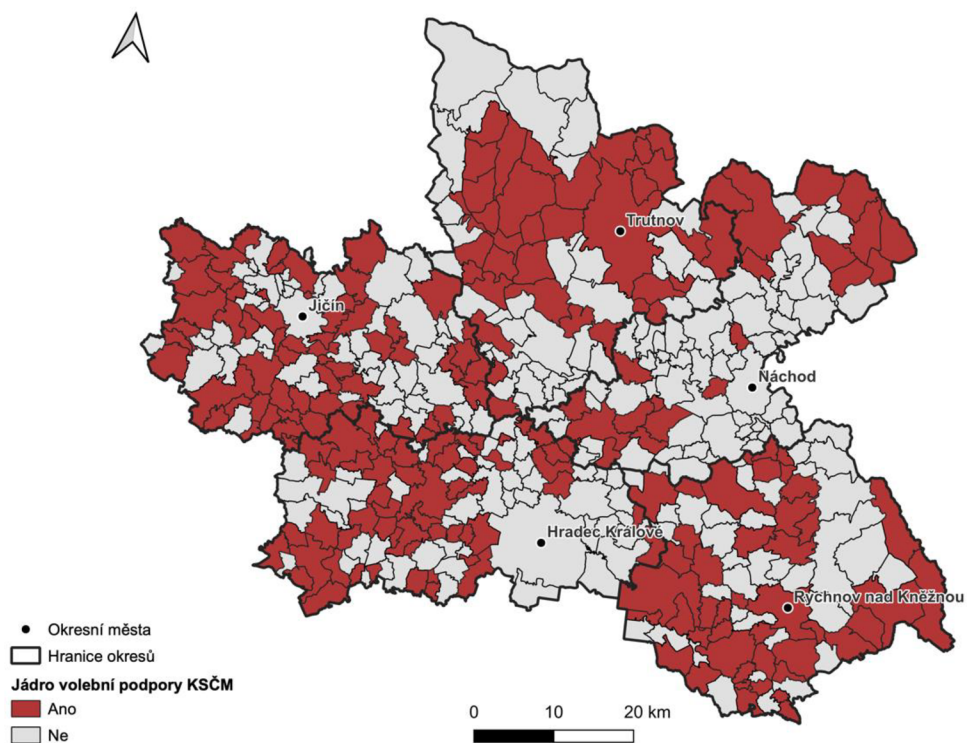 Trutnov
Jičín
Náchod
Hradec Králové
Rychnov nad Kněžnou
Okresní města
Hranice okresů
Jádro volební podpory KSČM
Ano
Ne
0 10 20 km